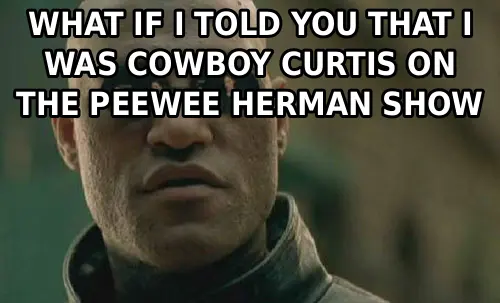 WHAT IF I TOLD YOU THAT I
WAS COWBOY CURTIS ON
THE PEEWEE HERMAN SHOW